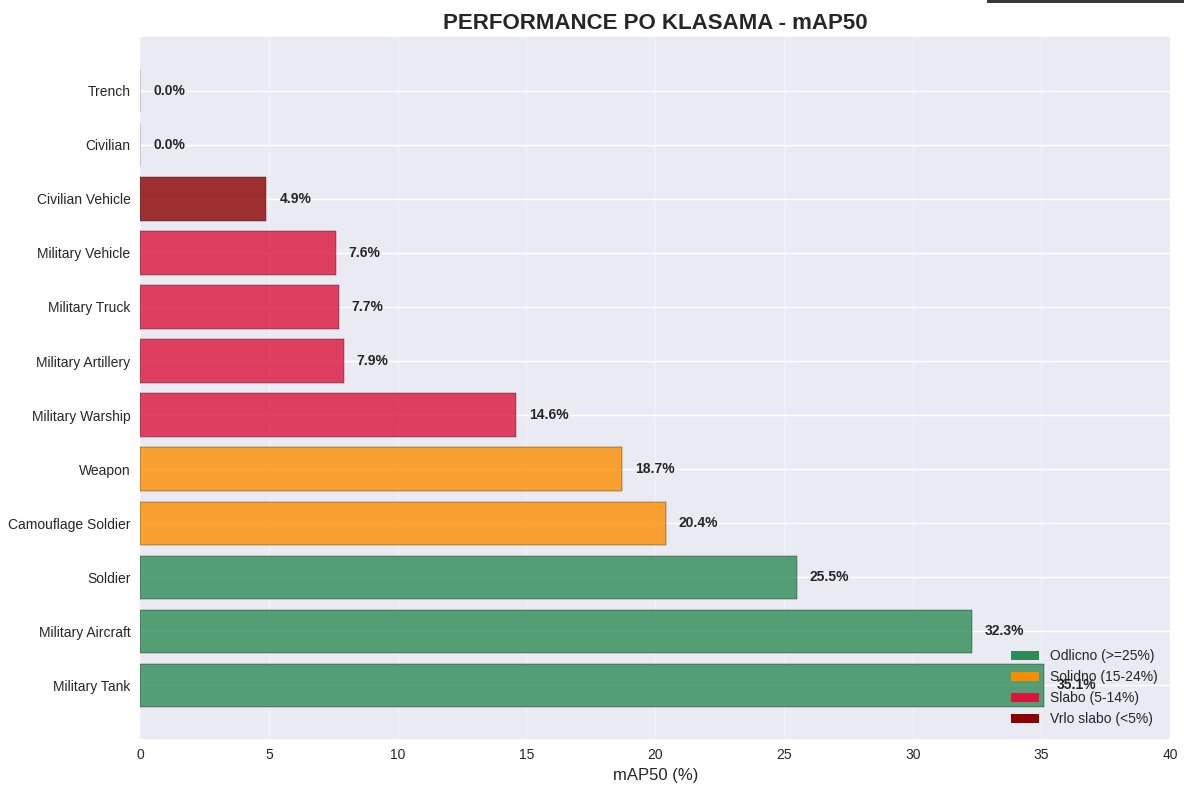 PERFORMANCE PO KLASAMA - mAP50
Trench
0.0%
Civilian
0.0%
Civilian Vehicle
4.9%
Military Vehicle
7.6%
Military Truck
7.7%
Military Artillery
7.9%
Military Warship
14.6%
Weapon
18.7%
Camouflage Soldier
20.4%
Soldier
25.5%
Military Aircraft
32.3%
Military Tank
35.1%
Odlicno (>=25%)
Solidno (15-24%)
Slabo (5-14%)
Vrlo slabo (<5%)
0 5 10 15 20 25 30 35 40
mAP50 (%)